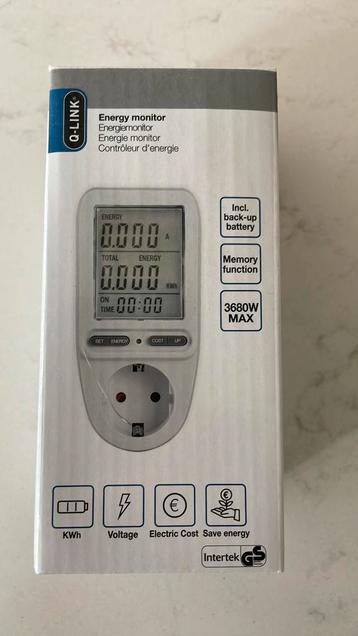 Q-LINK
Energy monitor
Energiemonitor
Energie monitor
Contrôleur d'energie
Incl.
back-up
battery
Memory
function
3680W
MAX
ENERGY
0.000 A
TOTAL ENERGY
0.000 KWh
ON
TIME 00:00
SET ENERGY COST UP
KWh
Voltage
Electric Cost
Save energy
Intertek GS